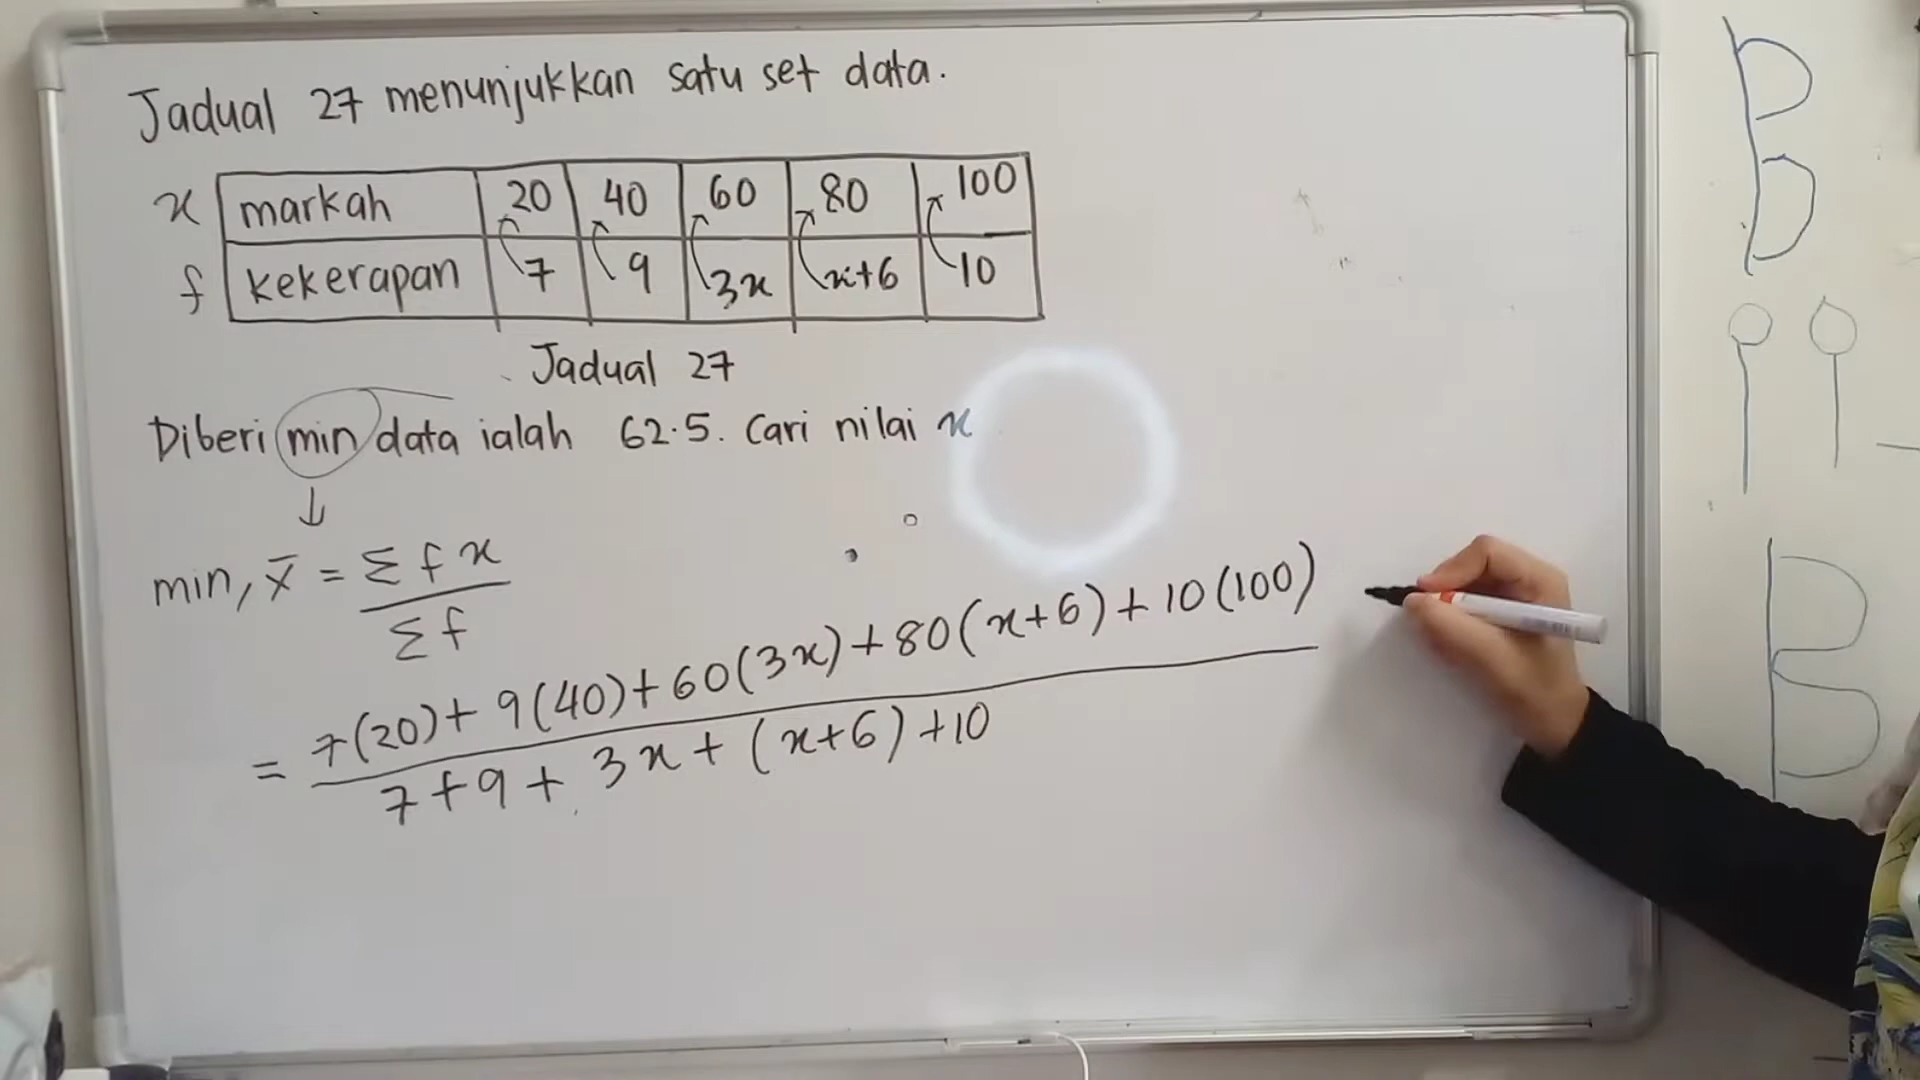 Jadual 27 menunjukkan satu set data.
x markah 20 40 60 80 100
f kekerapan 7 9 3x x+6 10
Jadual 27
Diberi min data ialah 62.5. Cari nilai x
min, x̄ = Σfx / Σf
= 7(20) + 9(40) + 60(3x) + 80(x+6) + 10(100)
7 + 9 + 3x + (x+6) + 10